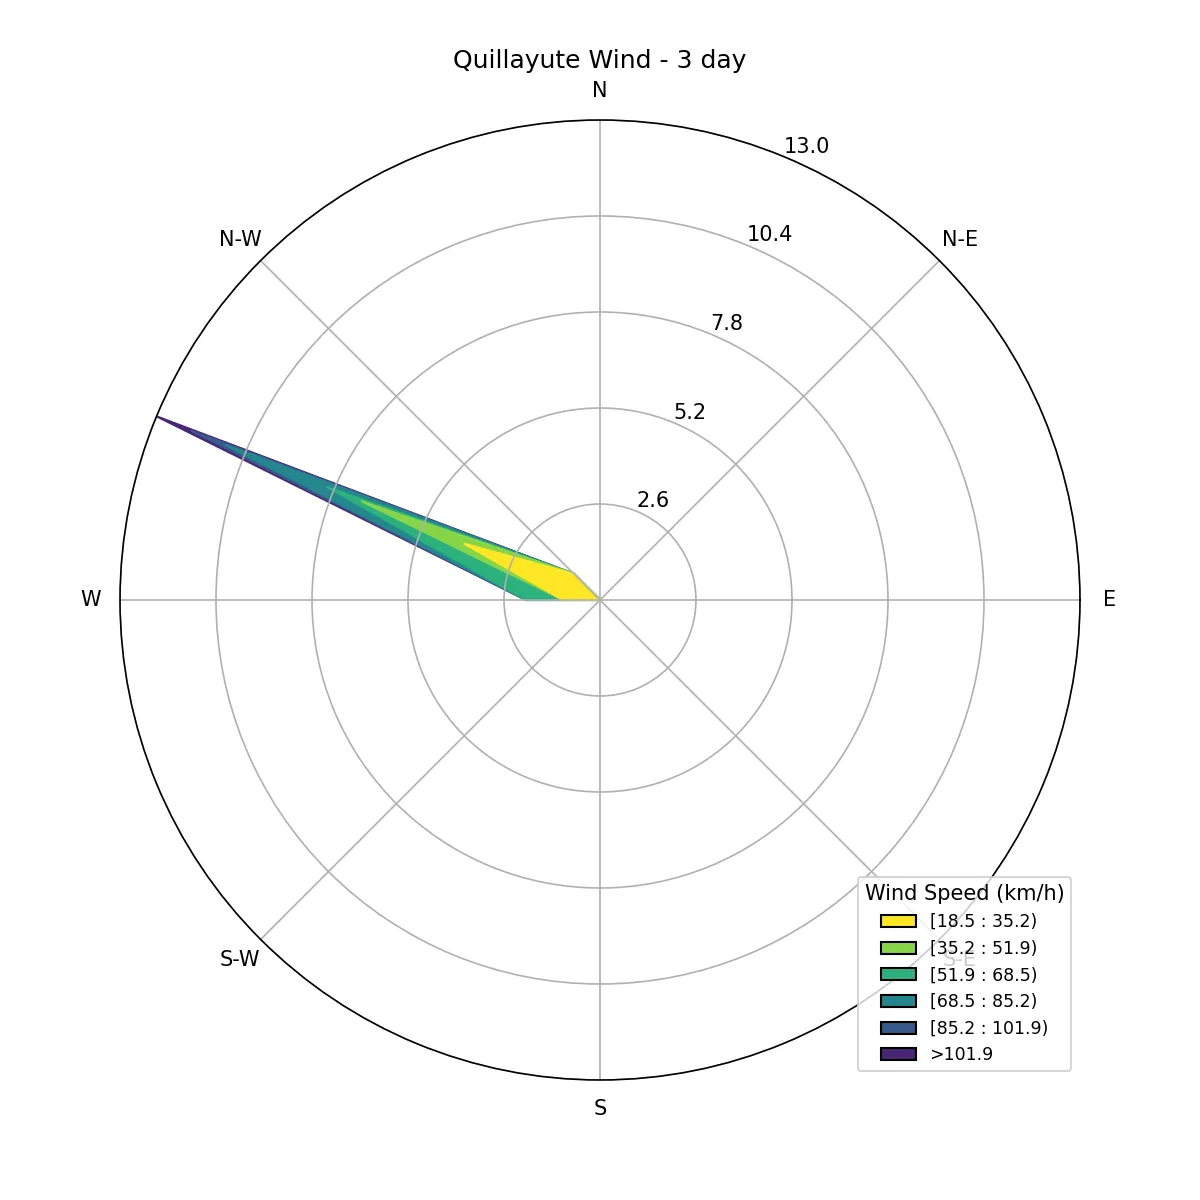 Quillayute Wind - 3 day
N
13.0
N-W
N-E
10.4
7.8
5.2
2.6
W
E
Wind Speed (km/h)
[18.5 : 35.2)
[35.2 : 51.9)
S-W
S-E
[51.9 : 68.5)
[68.5 : 85.2)
[85.2 : 101.9)
>101.9
S